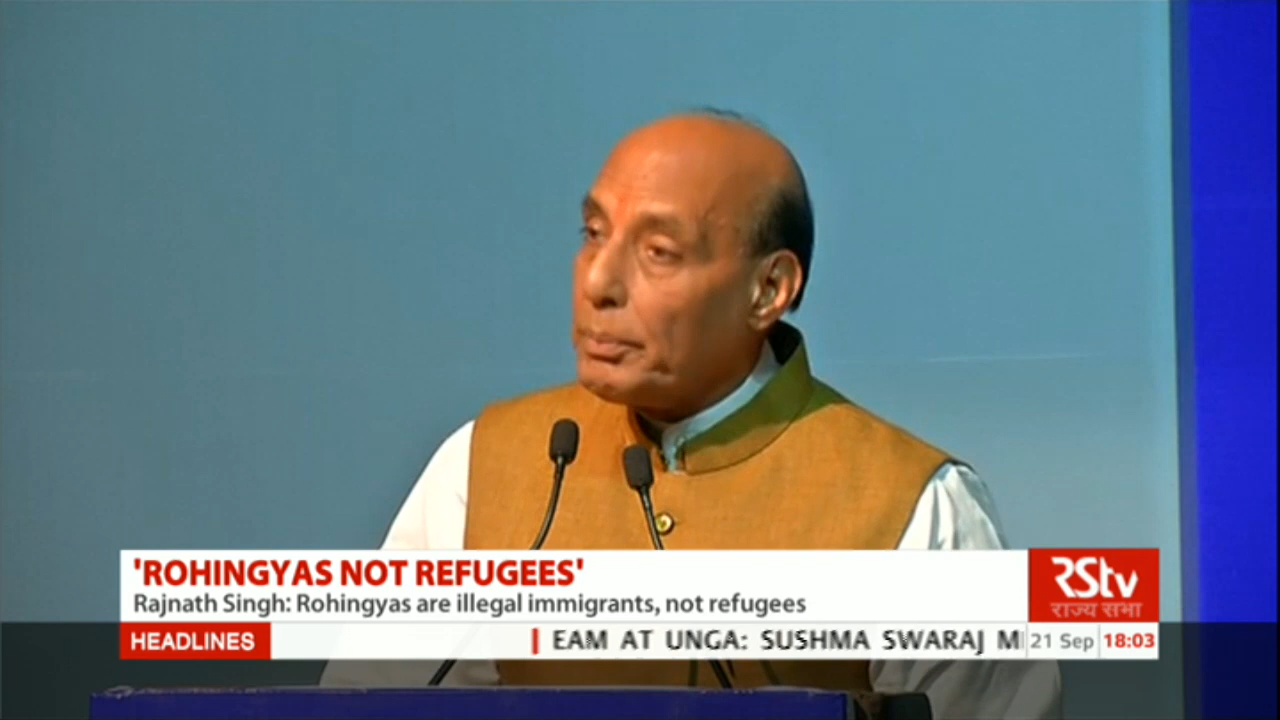 'ROHINGYAS NOT REFUGEES'
Rajnath Singh: Rohingyas are illegal immigrants, not refugees
RStv
राज्य सभा
HEADLINES
EAM AT UNGA: SUSHMA SWARAJ M
21 Sep
18:03